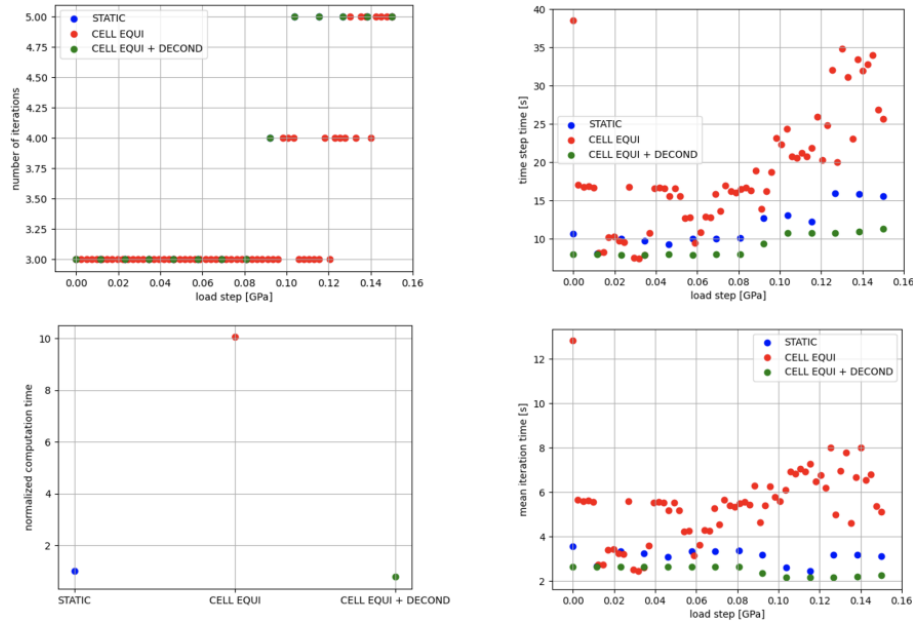 5.00
4.75
4.50
4.25
4.00
3.75
3.50
3.25
3.00
number of iterations
STATIC
CELL EQUI
CELL EQUI + DECOND
0.00 0.02 0.04 0.06 0.08 0.10 0.12 0.14 0.16
load step [GPa]
40
35
30
25
20
15
10
time step time [s]
STATIC
CELL EQUI
CELL EQUI + DECOND
0.00 0.02 0.04 0.06 0.08 0.10 0.12 0.14 0.16
load step [GPa]
10
8
6
4
2
normalized computation time
STATIC CELL EQUI CELL EQUI + DECOND
12
10
8
6
4
2
mean iteration time [s]
STATIC
CELL EQUI
CELL EQUI + DECOND
0.00 0.02 0.04 0.06 0.08 0.10 0.12 0.14 0.16
load step [GPa]